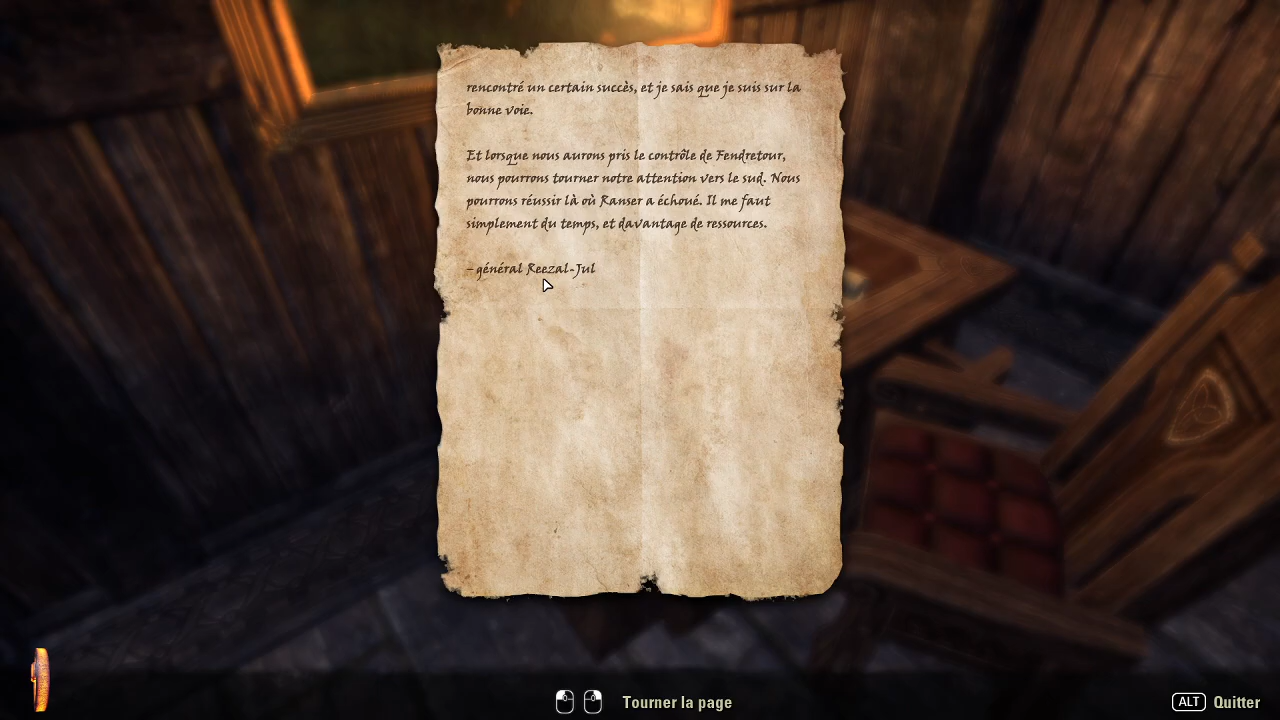 rencontré un certain succès, et je sais que je suis sur la
bonne voie.
Et lorsque nous aurons pris le contrôle de Fendretour,
nous pourrons tourner notre attention vers le sud. Nous
pourrons réussir là où Ranser a échoué. Il me faut
simplement du temps, et davantage de ressources.
– général Reezal-Jul
Tourner la page
ALT Quitter